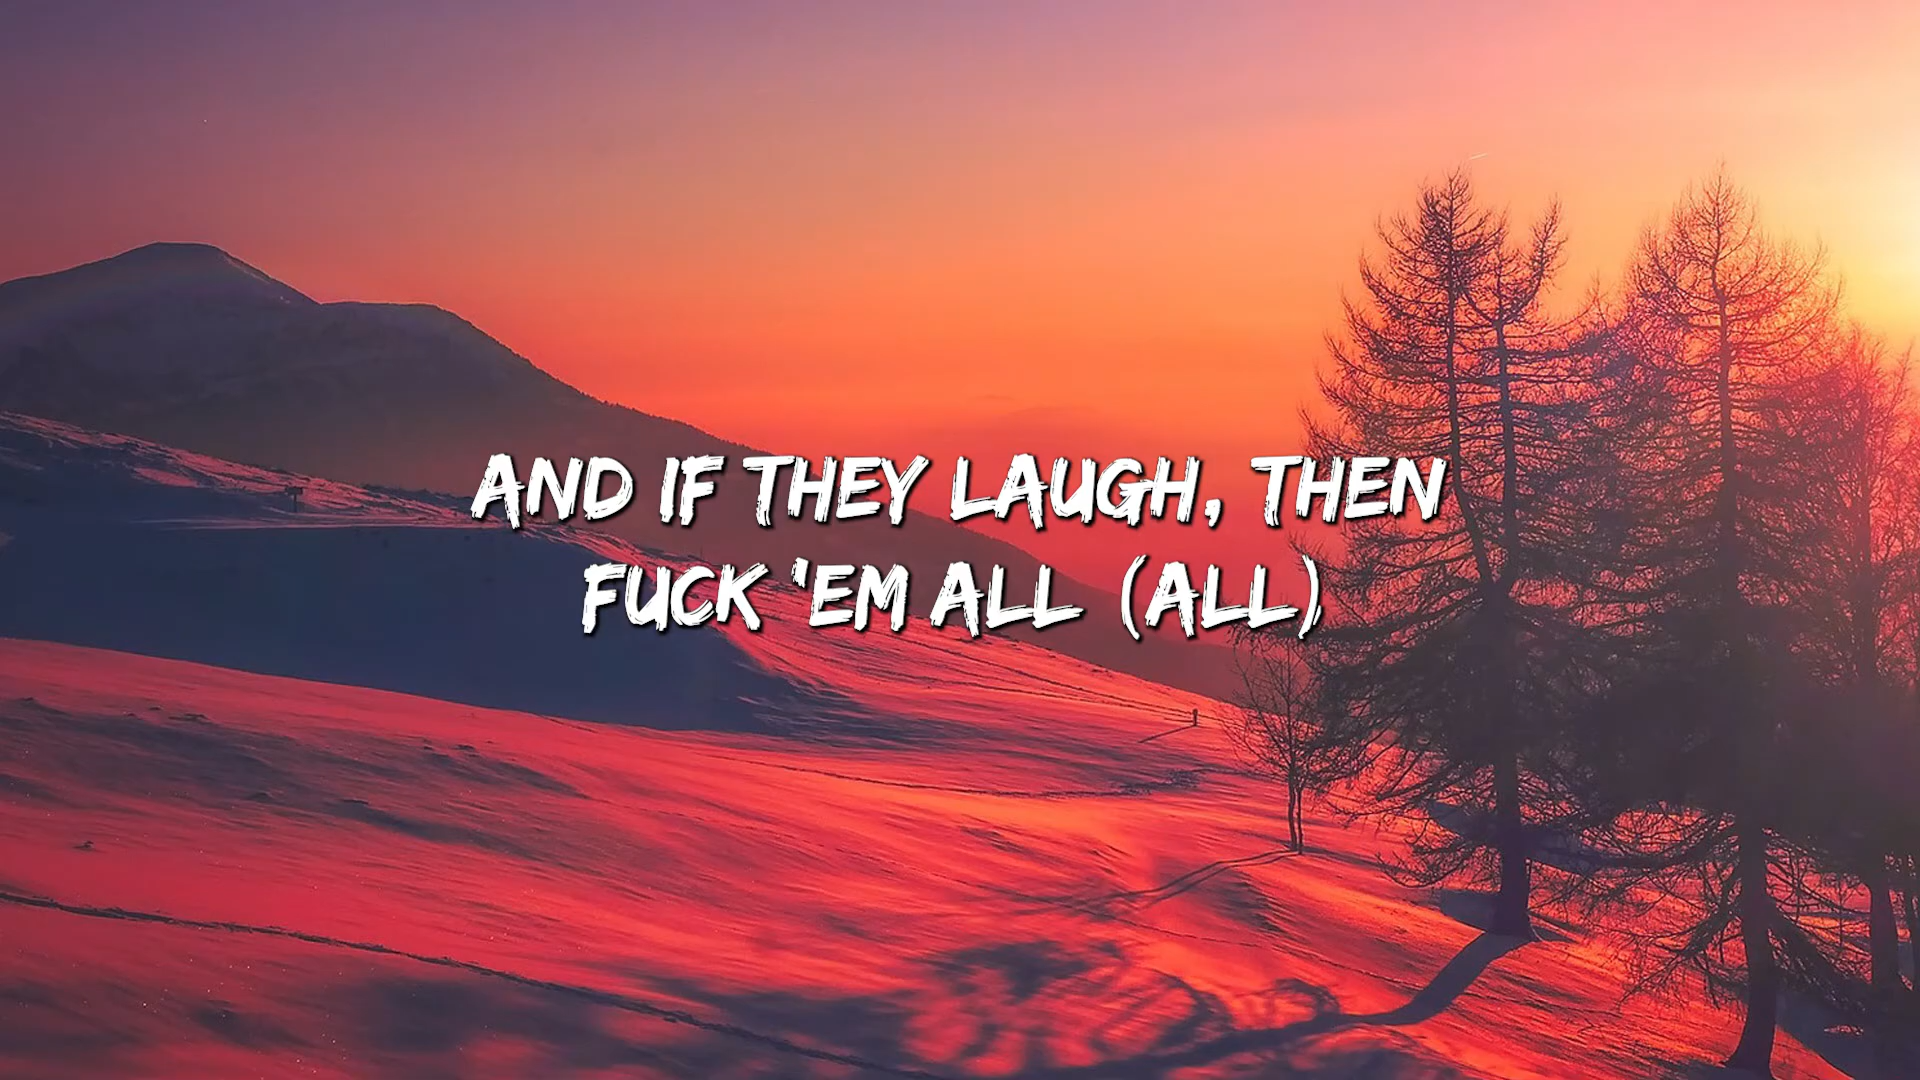 AND IF THEY LAUGH, THEN
FUCK 'EM ALL (ALL)